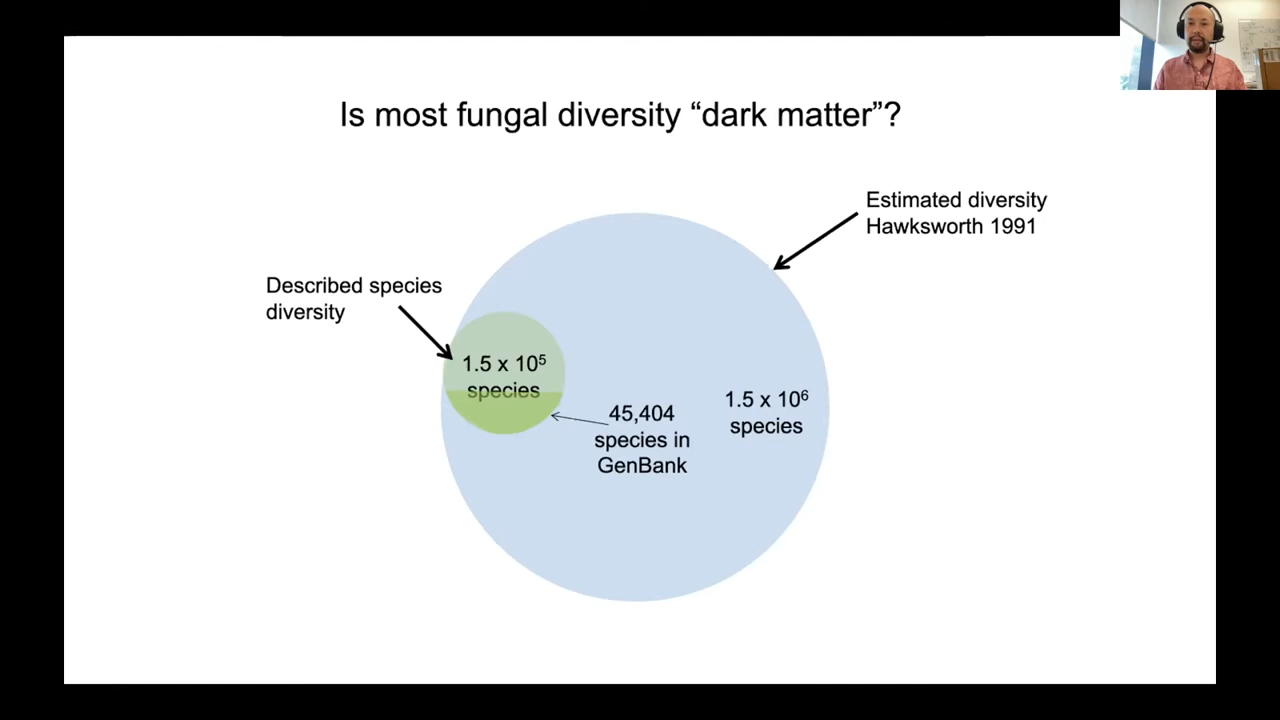 Is most fungal diversity “dark matter”?
Estimated diversity
Hawksworth 1991
Described species
diversity
1.5 x 10⁵
species
45,404
species in
GenBank
1.5 x 10⁶
species